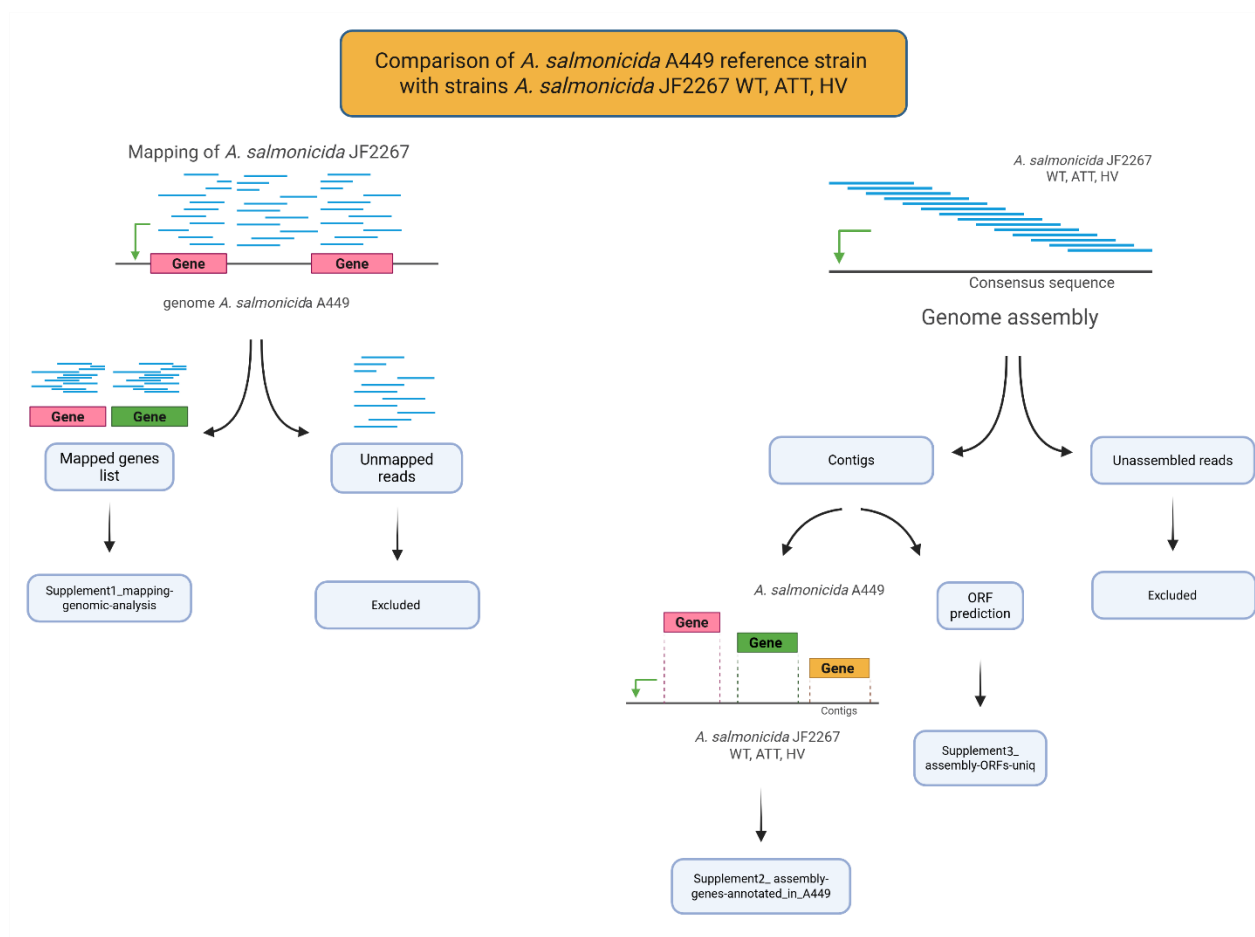 Comparison of A. salmonicida A449 reference strain
with strains A. salmonicida JF2267 WT, ATT, HV
Mapping of A. salmonicida JF2267
Gene
Gene
genome A. salmonicida A449
Gene
Gene
Mapped genes
list
Unmapped
reads
Supplement1_mapping-
genomic-analysis
Excluded
A. salmonicida JF2267
WT, ATT, HV
Consensus sequence
Genome assembly
Contigs
Unassembled reads
A. salmonicida A449
Gene
Gene
Gene
Contigs
A. salmonicida JF2267
WT, ATT, HV
Supplement2_ assembly-
genes-annotated_in_A449
ORF
prediction
Supplement3_
assembly-ORFs-uniq
Excluded